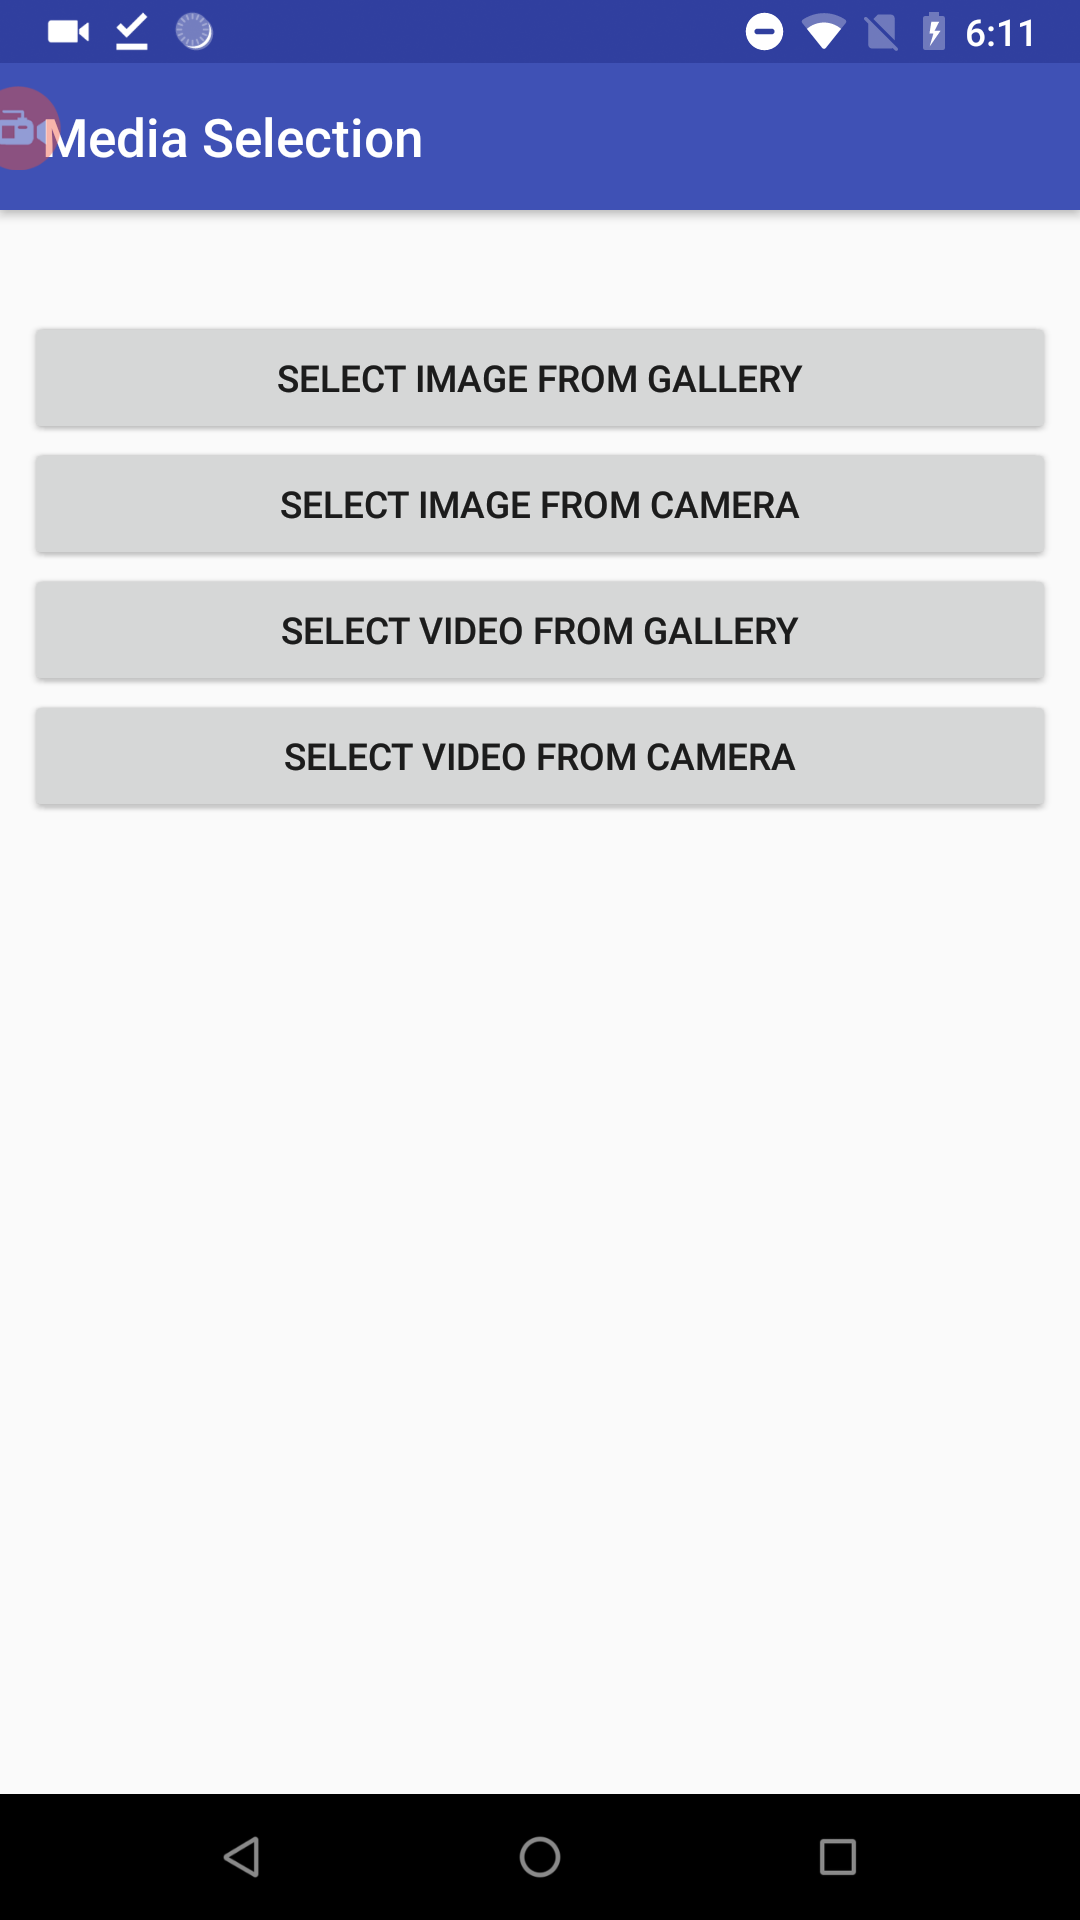 6:11
Media Selection
SELECT IMAGE FROM GALLERY
SELECT IMAGE FROM CAMERA
SELECT VIDEO FROM GALLERY
SELECT VIDEO FROM CAMERA